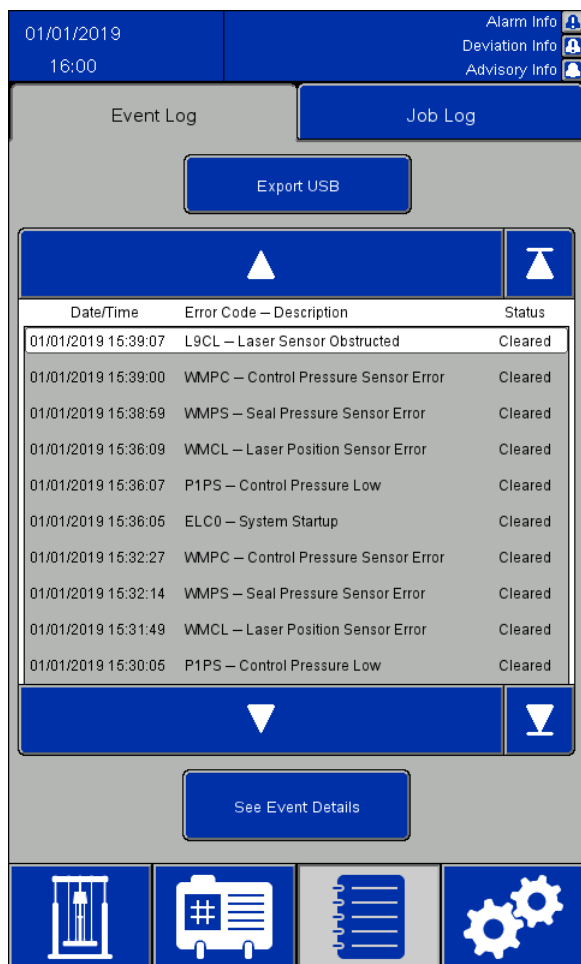 01/01/2019
16:00
Alarm Info
Deviation Info
Advisory Info
Event Log
Job Log
Export USB
Date/Time Error Code – Description Status
01/01/2019 15:39:07 L9CL – Laser Sensor Obstructed Cleared
01/01/2019 15:39:00 WMPC – Control Pressure Sensor Error Cleared
01/01/2019 15:38:59 WMPS – Seal Pressure Sensor Error Cleared
01/01/2019 15:36:09 WMCL – Laser Position Sensor Error Cleared
01/01/2019 15:36:07 P1PS – Control Pressure Low Cleared
01/01/2019 15:36:05 ELC0 – System Startup Cleared
01/01/2019 15:32:27 WMPC – Control Pressure Sensor Error Cleared
01/01/2019 15:32:14 WMPS – Seal Pressure Sensor Error Cleared
01/01/2019 15:31:49 WMCL – Laser Position Sensor Error Cleared
01/01/2019 15:30:05 P1PS – Control Pressure Low Cleared
See Event Details
#